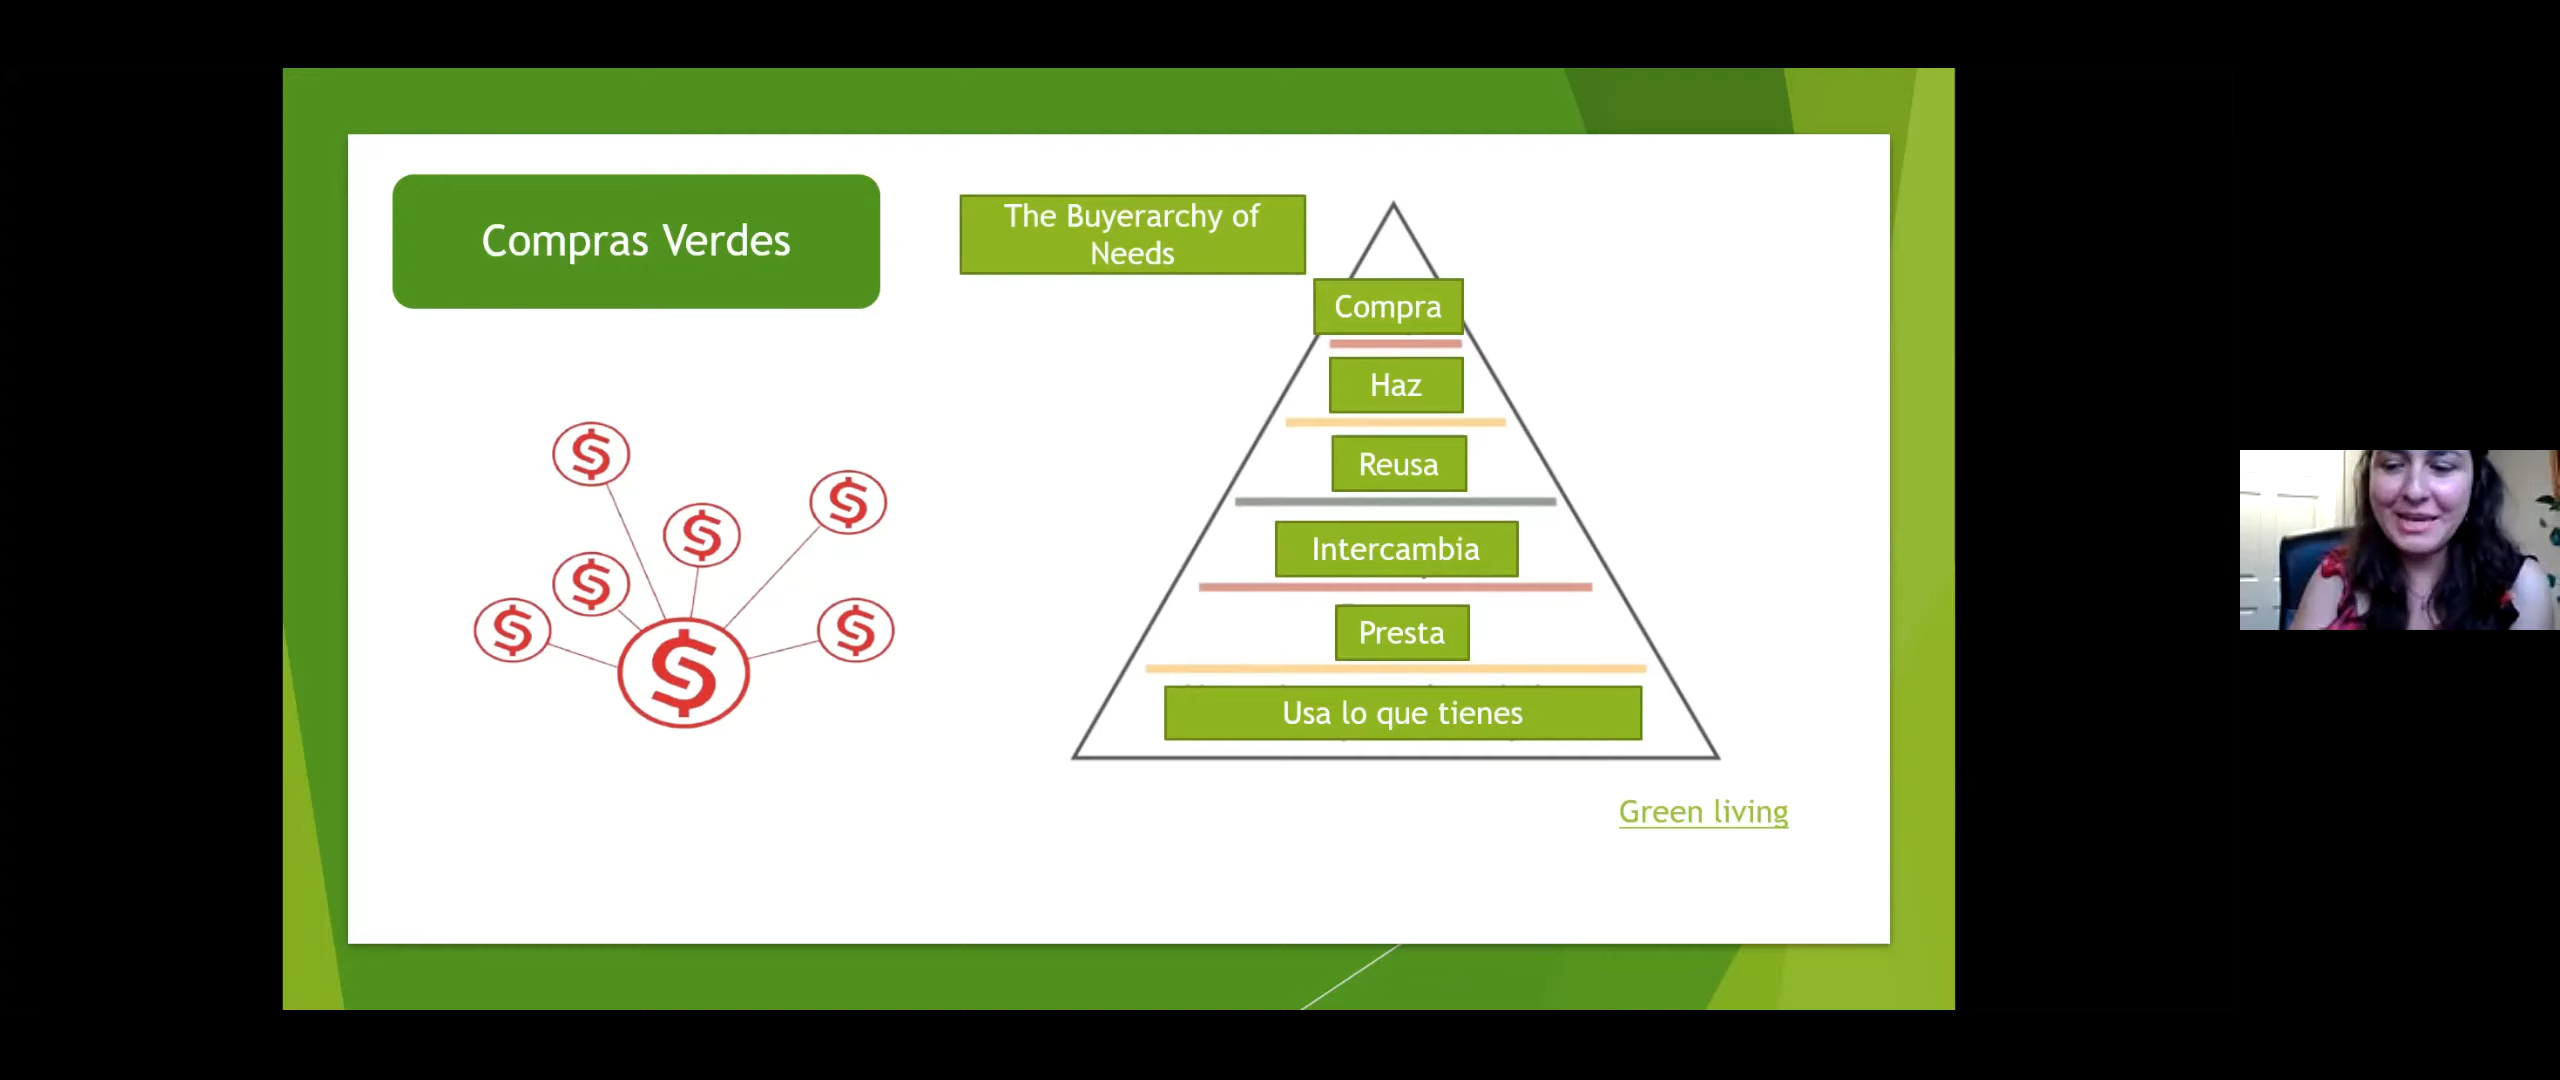 Compras Verdes
The Buyerarchy of
Needs
Compra
Haz
Reusa
Intercambia
Presta
Usa lo que tienes
Green living
$
$
$
$
$
$
$